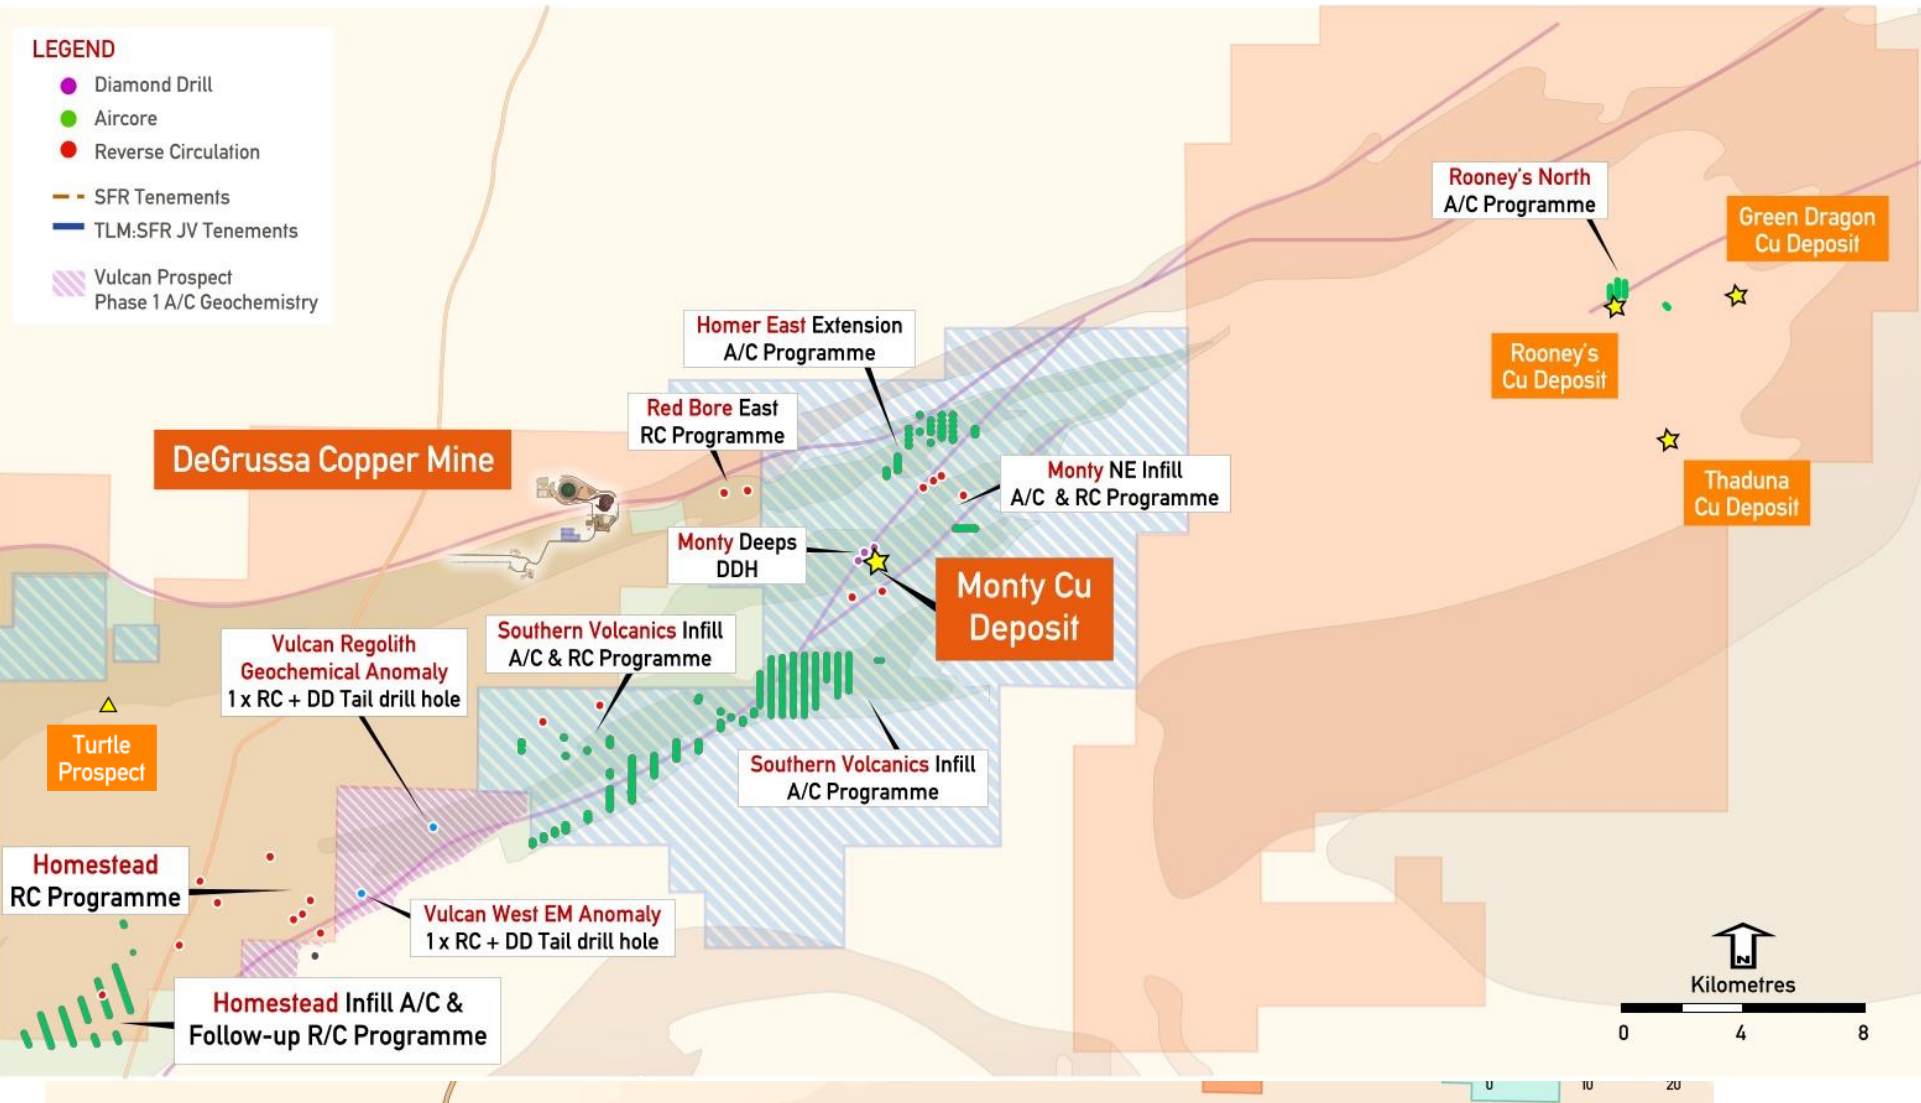 LEGEND
Diamond Drill
Aircore
Reverse Circulation
SFR Tenements
TLM:SFR JV Tenements
Vulcan Prospect
Phase 1 A/C Geochemistry
Rooney's North
A/C Programme
Green Dragon
Cu Deposit
Rooney's
Cu Deposit
Thaduna
Cu Deposit
Homer East Extension
A/C Programme
Red Bore East
RC Programme
DeGrussa Copper Mine
Monty NE Infill
A/C & RC Programme
Monty Deeps
DDH
Monty Cu
Deposit
Southern Volcanics Infill
A/C & RC Programme
Vulcan Regolith
Geochemical Anomaly
1 x RC + DD Tail drill hole
Turtle
Prospect
Southern Volcanics Infill
A/C Programme
Homestead
RC Programme
Vulcan West EM Anomaly
1 x RC + DD Tail drill hole
Homestead Infill A/C &
Follow-up R/C Programme
N
Kilometres
0 4 8
0 10 20